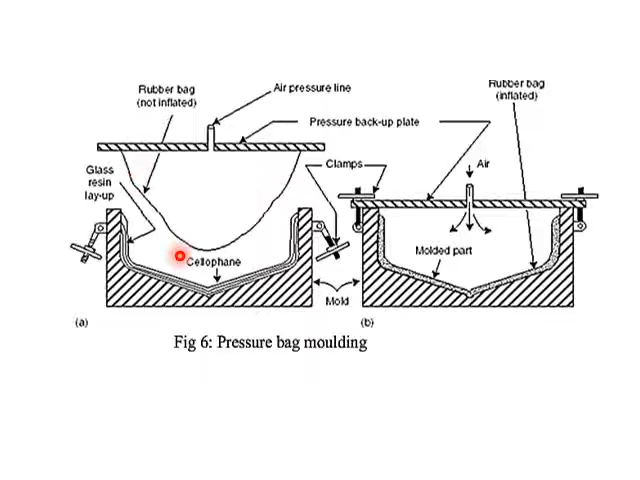 Rubber bag
(not inflated)
Air pressure line
Pressure back-up plate
Rubber bag
(inflated)
Glass
resin
lay-up
Clamps
Air
Cellophane
Molded part
Mold
(a)
(b)
Fig 6: Pressure bag moulding